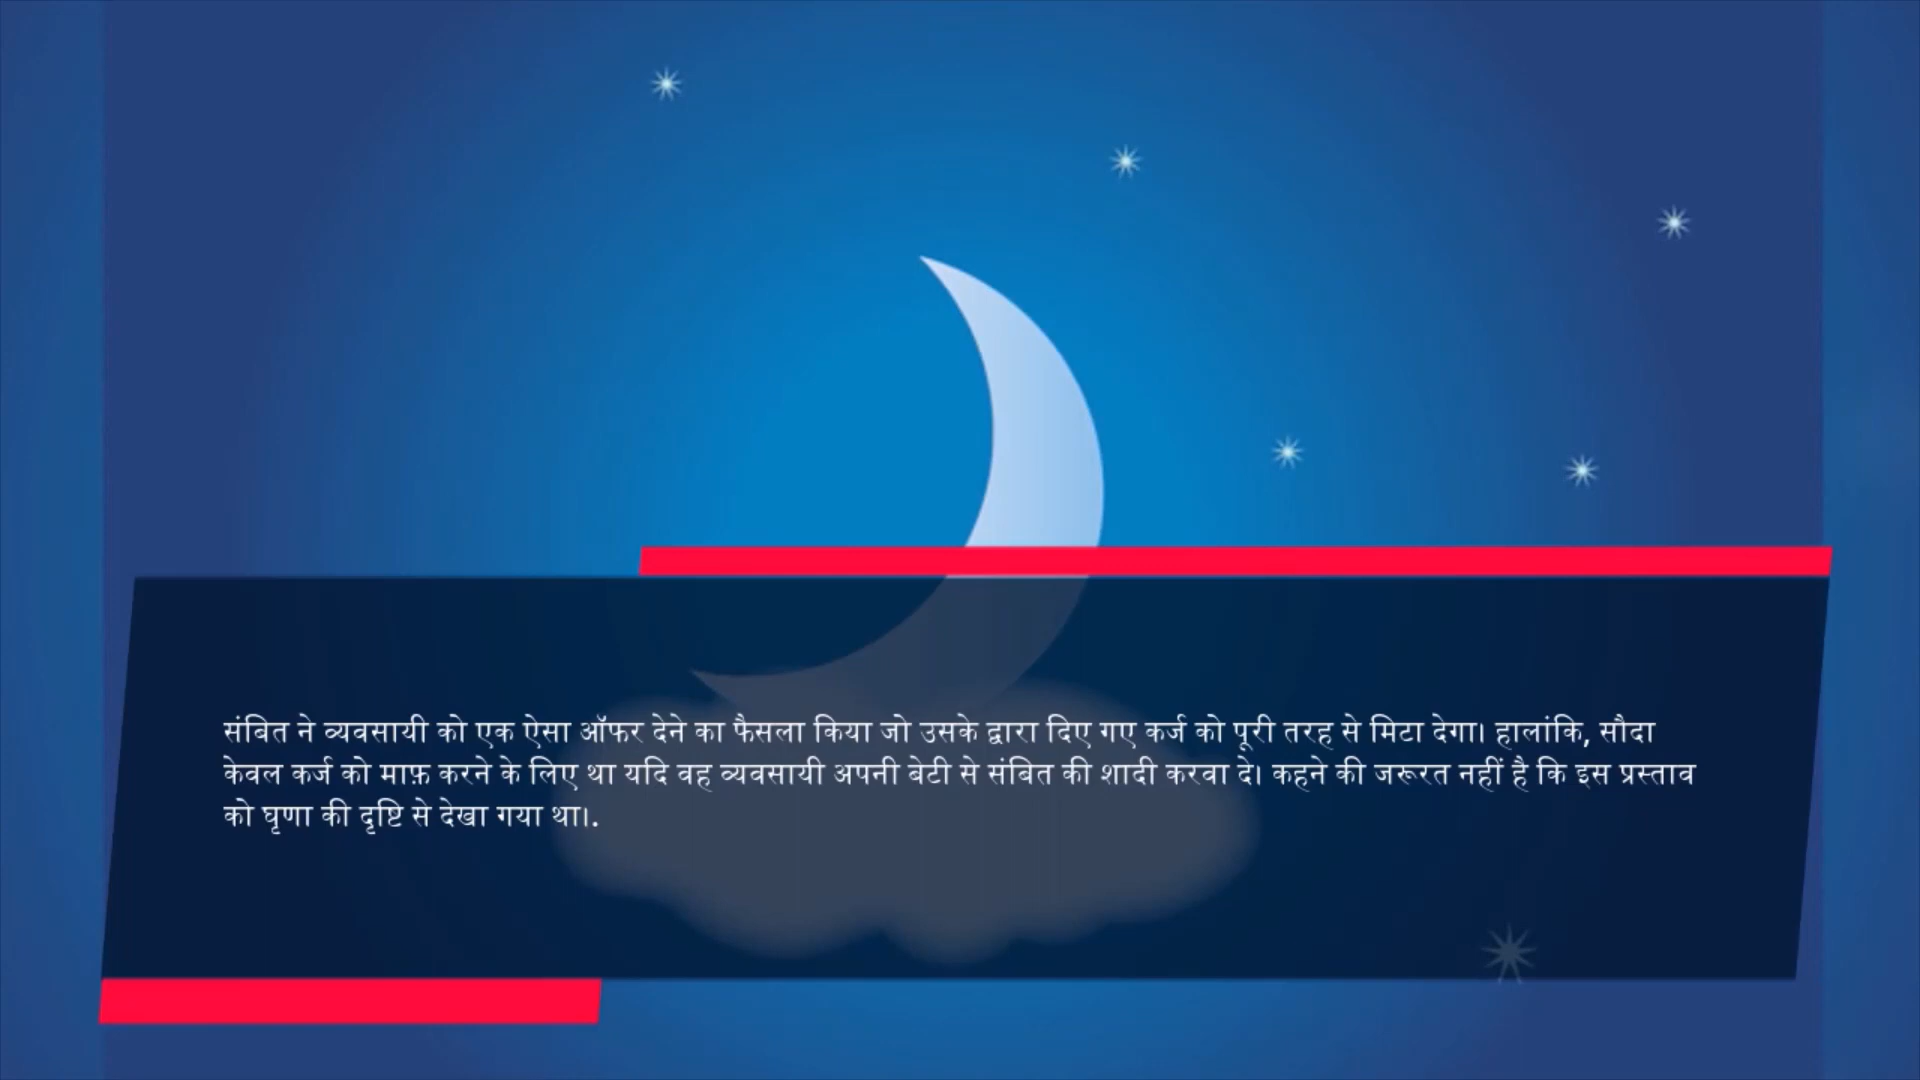 संबित ने व्यवसायी को एक ऐसा ऑफर देने का फैसला किया जो उसके द्वारा दिए गए कर्ज को पूरी तरह से मिटा देगा। हालांकि, सौदा
केवल कर्ज को माफ़ करने के लिए था यदि वह व्यवसायी अपनी बेटी से संबित की शादी करवा दे। कहने की जरूरत नहीं है कि इस प्रस्ताव
को घृणा की दृष्टि से देखा गया था।.